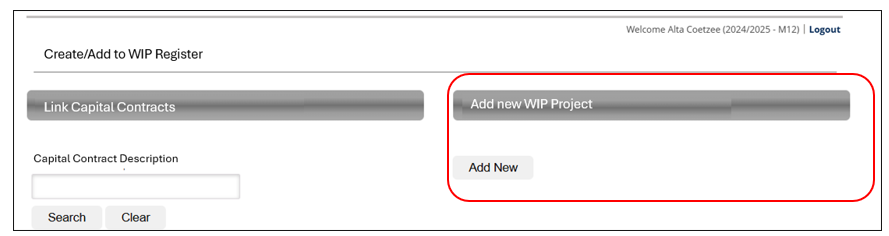 Welcome Alta Coetzee (2024/2025 - M12) | Logout
Create/Add to WIP Register
Link Capital Contracts
Add new WIP Project
Capital Contract Description
Add New
Search
Clear